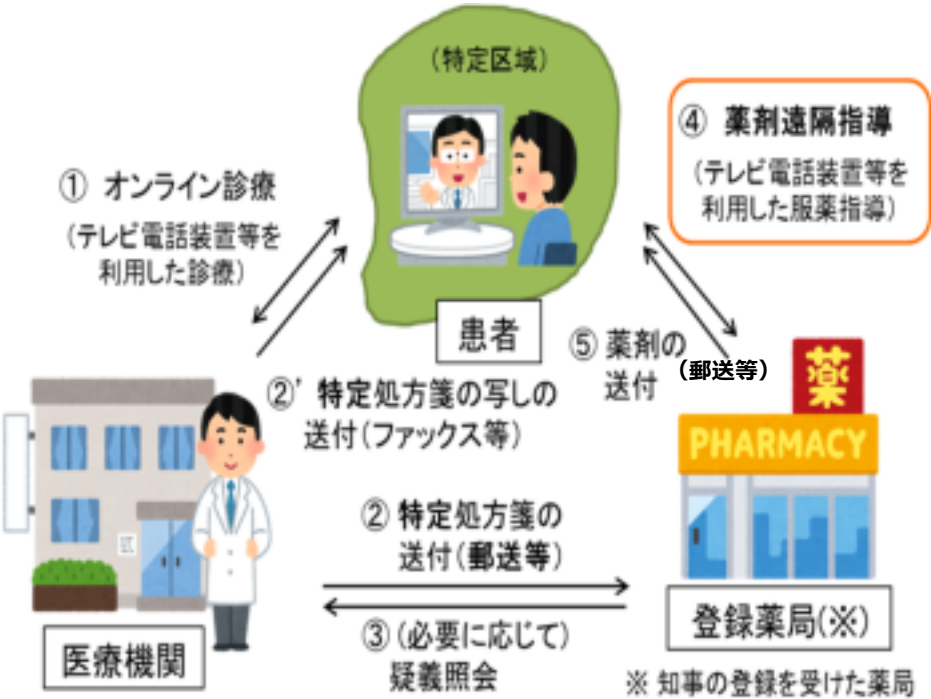 (特定区域)
① オンライン診療
(テレビ電話装置等を
利用した診療)
④ 薬剤遠隔指導
(テレビ電話装置等を
利用した服薬指導)
患者
②’ 特定処方箋の写しの
送付(ファックス等)
⑤ 薬剤の
送付
(郵送等)
薬
PHARMACY
② 特定処方箋の
送付(郵送等)
③ (必要に応じて)
疑義照会
医療機関
登録薬局(※)
※ 知事の登録を受けた薬局